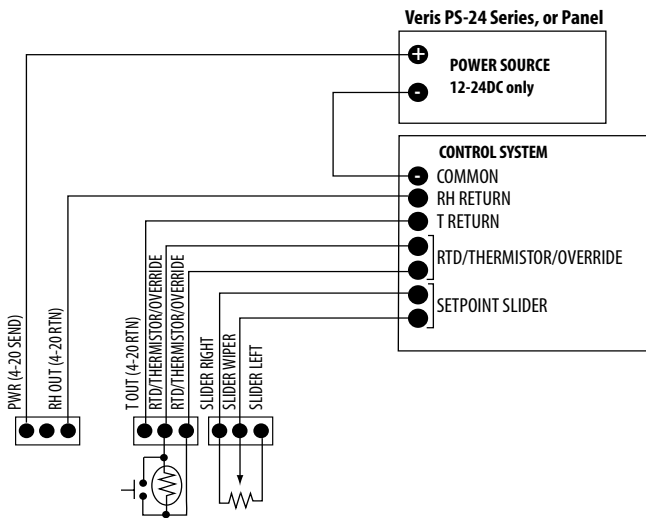 Veris PS-24 Series, or Panel
+
POWER SOURCE
12-24DC only
-
CONTROL SYSTEM
- COMMON
RH RETURN
T RETURN
RTD/THERMISTOR/OVERRIDE
SETPOINT SLIDER
PWR (4-20 SEND)
RH OUT (4-20 RTN)
T OUT (4-20 RTN)
RTD/THERMISTOR/OVERRIDE
RTD/THERMISTOR/OVERRIDE
SLIDER RIGHT
SLIDER WIPER
SLIDER LEFT